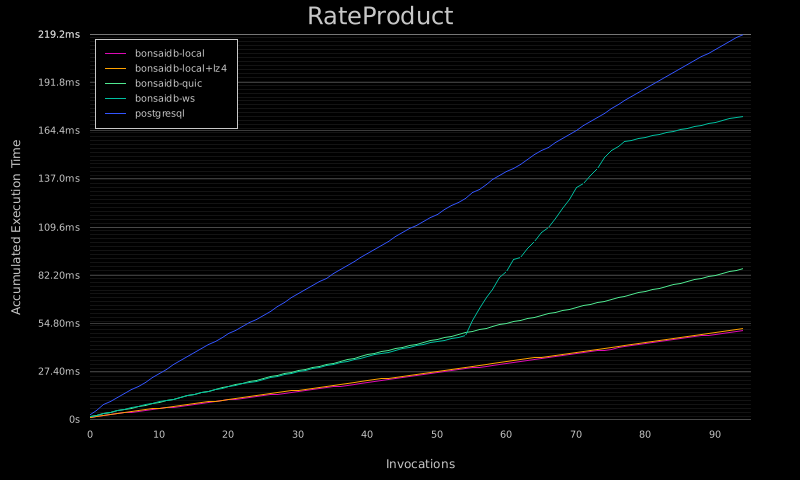 RateProduct
219.2ms
191.8ms
164.4ms
137.0ms
109.6ms
82.20ms
54.80ms
27.40ms
0s
Accumulated Execution Time
bonsaidb-local
bonsaidb-local+lz4
bonsaidb-quic
bonsaidb-ws
postgresql
0 10 20 30 40 50 60 70 80 90
Invocations